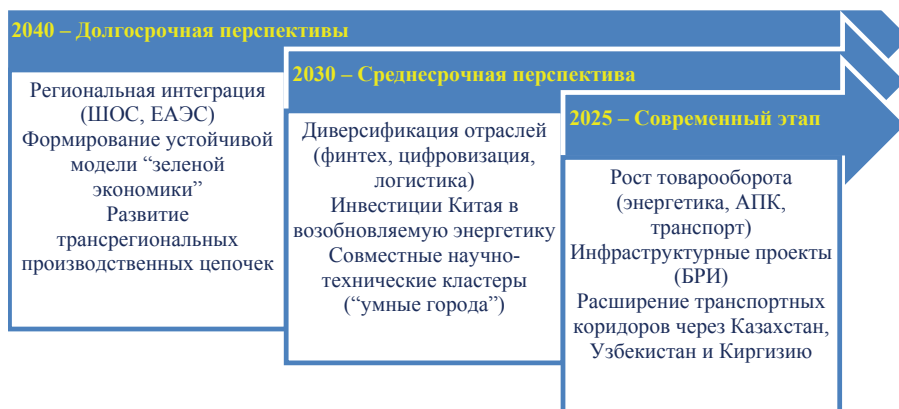 2040 – Долгосрочная перспективы
Региональная интеграция
(ШОС, ЕАЭС)
Формирование устойчивой
модели “зеленой
экономики”
Развитие
трансрегиональных
производственных цепочек
2030 – Среднесрочная перспектива
Диверсификация отраслей
(финтех, цифровизация,
логистика)
Инвестиции Китая в
возобновляемую энергетику
Совместные научно-
технические кластеры
(“умные города”)
2025 – Современный этап
Рост товарооборота
(энергетика, АПК,
транспорт)
Инфраструктурные проекты
(БРИ)
Расширение транспортных
коридоров через Казахстан,
Узбекистан и Киргизию